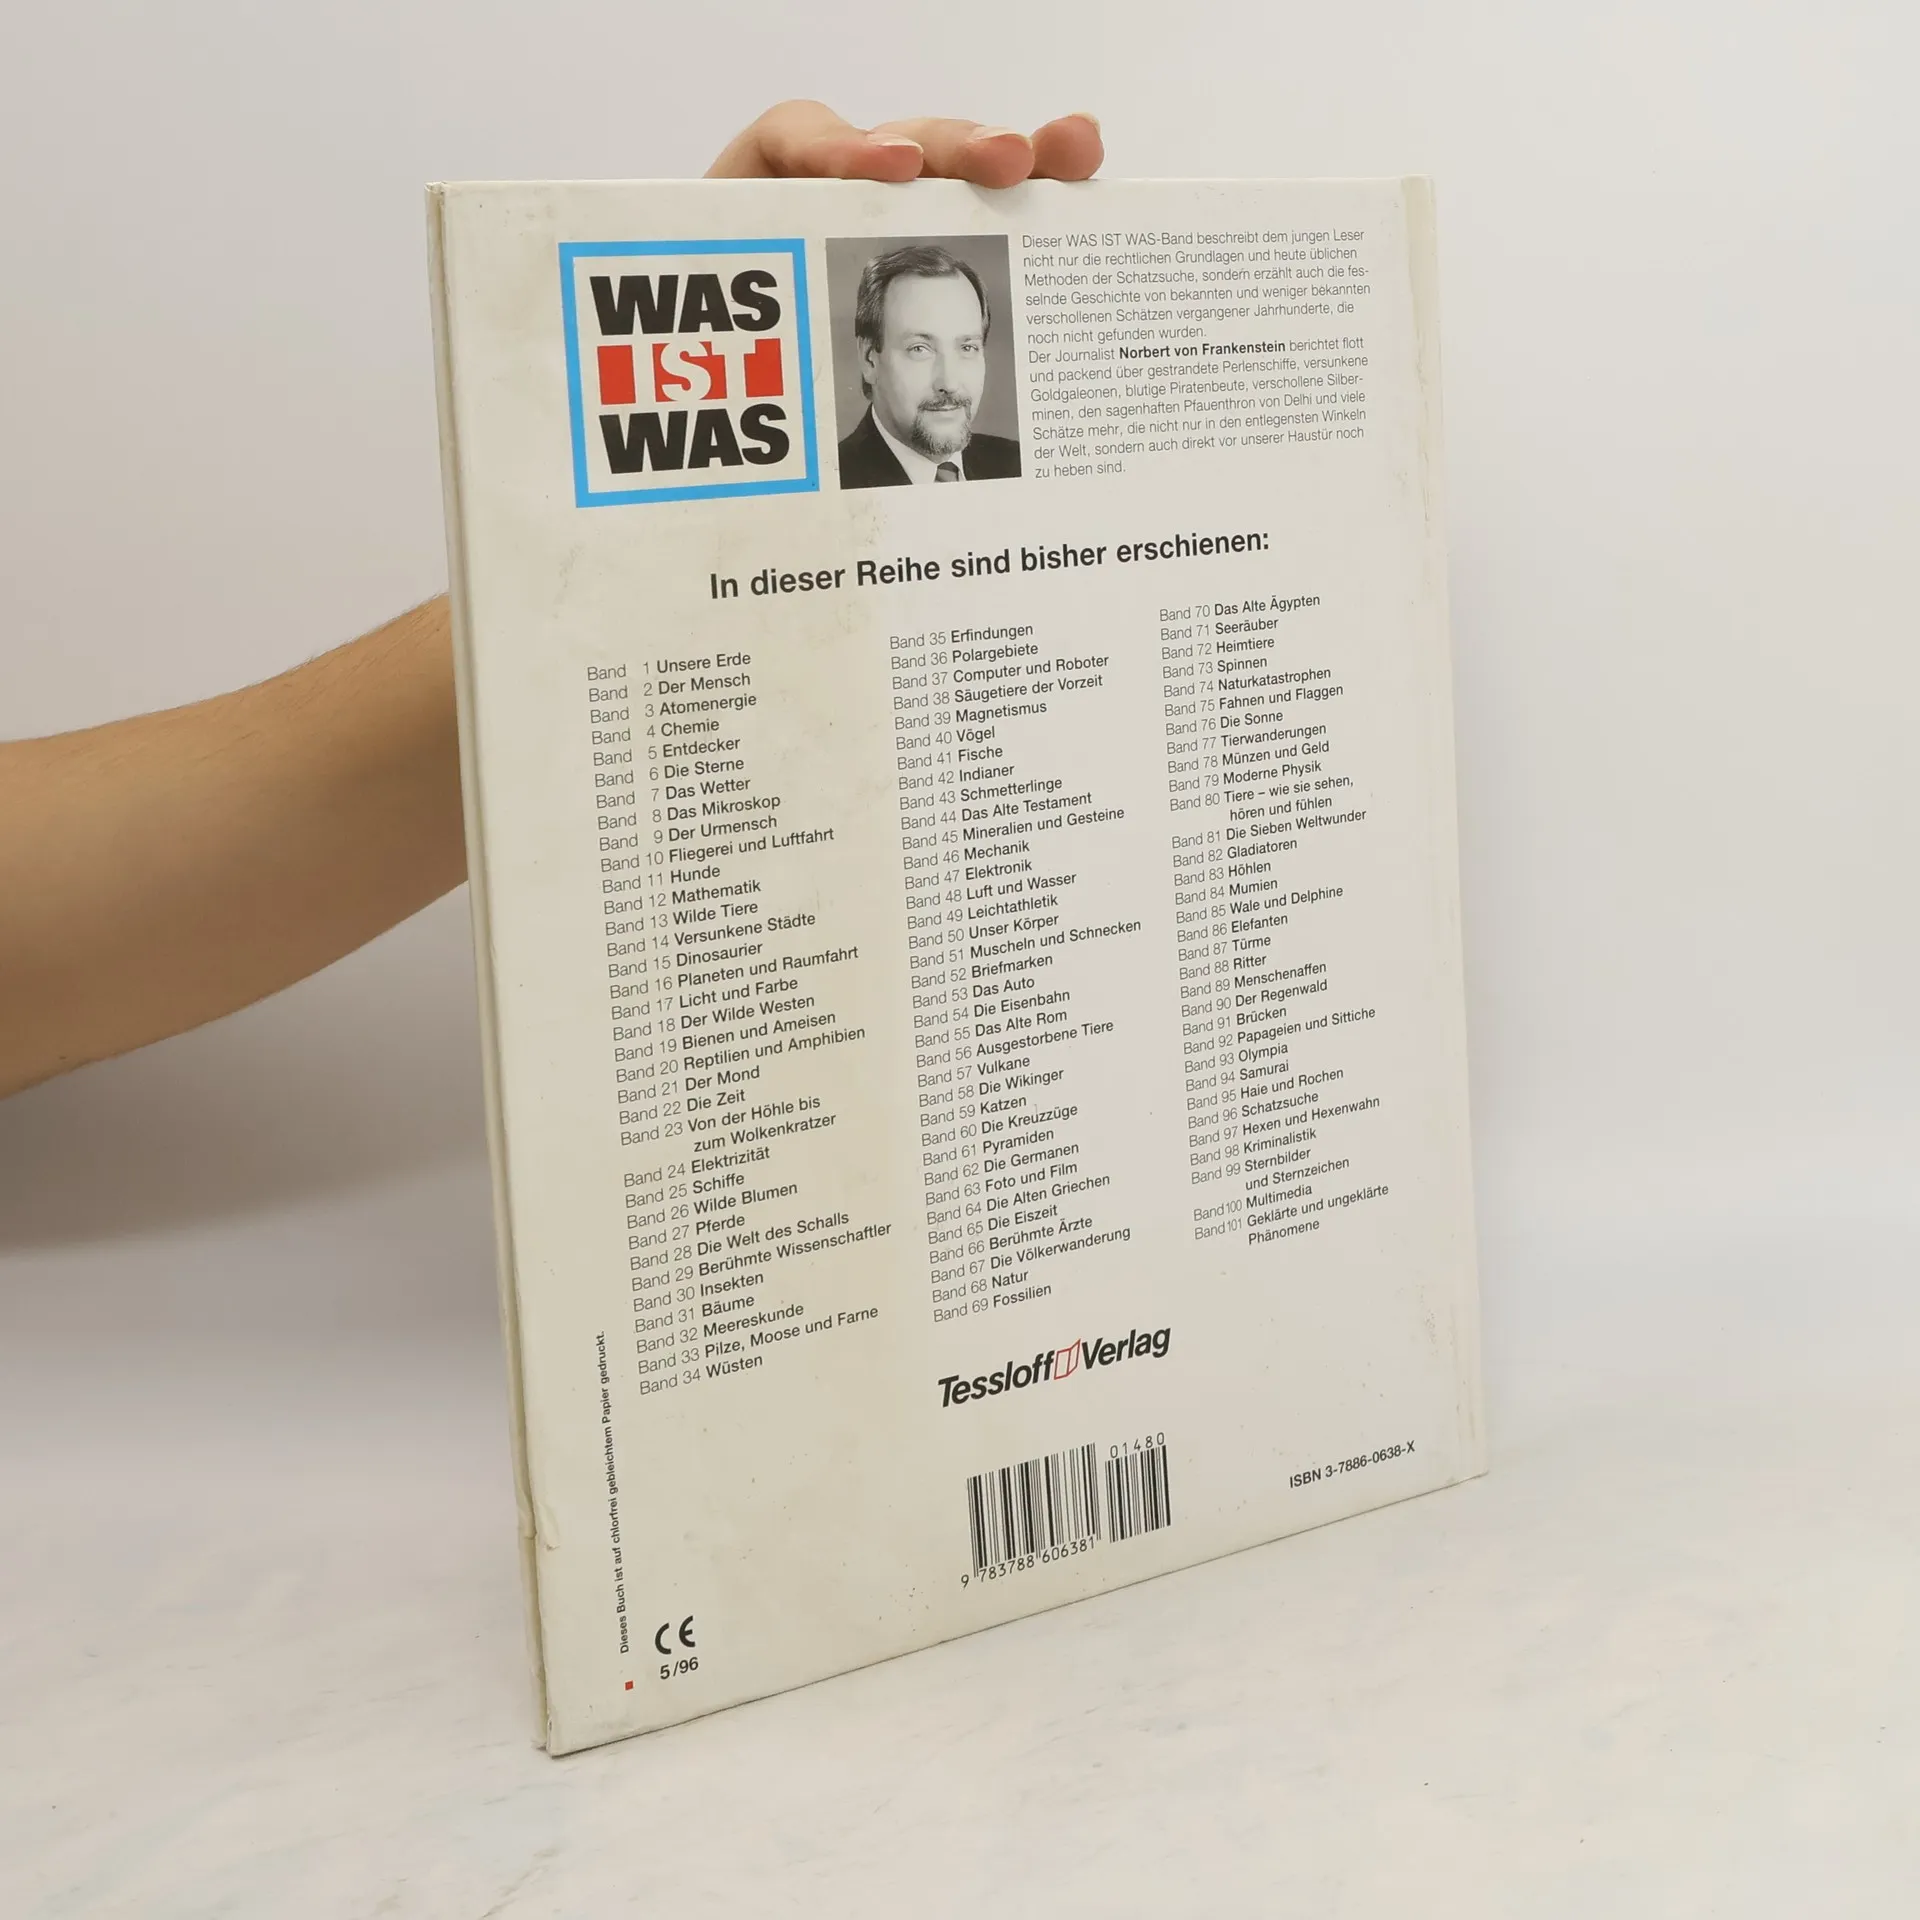 WAS
IST
WAS
Dieser WAS IST WAS-Band beschreibt dem jungen Leser
nicht nur die rechtlichen Grundlagen und heute üblichen
Methoden der Schatzsuche, sondern erzählt auch die fes-
selnde Geschichte von bekannten und weniger bekannten
verschollenen Schätzen vergangener Jahrhunderte, die
noch nicht gefunden wurden.
Der Journalist Norbert von Frankenstein berichtet flott
und packend über gestrandete Perlenschiffe, versunkene
Goldgaleonen, blutige Piratenbeute, verschollene Silber-
minen, den sagenhaften Pfauenthron von Delhi und viele
Schätze mehr, die nicht nur in den entlegensten Winkeln
der Welt, sondern auch direkt vor unserer Haustür noch
zu heben sind.
In dieser Reihe sind bisher erschienen:
Band 1 Unsere Erde
Band 2 Der Mensch
Band 3 Atomenergie
Band 4 Chemie
Band 5 Entdecker
Band 6 Die Sterne
Band 7 Das Wetter
Band 8 Das Mikroskop
Band 9 Der Urmensch
Band 10 Fliegerei und Luftfahrt
Band 11 Hunde
Band 12 Mathematik
Band 13 Wilde Tiere
Band 14 Versunkene Städte
Band 15 Dinosaurier
Band 16 Planeten und Raumfahrt
Band 17 Licht und Farbe
Band 18 Der Wilde Westen
Band 19 Bienen und Ameisen
Band 20 Reptilien und Amphibien
Band 21 Der Mond
Band 22 Die Zeit
Band 23 Von der Höhle bis
zum Wolkenkratzer
Band 24 Elektrizität
Band 25 Schiffe
Band 26 Wilde Blumen
Band 27 Pferde
Band 28 Die Welt des Schalls
Band 29 Berühmte Wissenschaftler
Band 30 Insekten
Band 31 Bäume
Band 32 Meereskunde
Band 33 Pilze, Moose und Farne
Band 34 Wüsten
Band 35 Erfindungen
Band 36 Polargebiete
Band 37 Computer und Roboter
Band 38 Säugetiere der Vorzeit
Band 39 Magnetismus
Band 40 Vögel
Band 41 Fische
Band 42 Indianer
Band 43 Schmetterlinge
Band 44 Das Alte Testament
Band 45 Mineralien und Gesteine
Band 46 Mechanik
Band 47 Elektronik
Band 48 Luft und Wasser
Band 49 Leichtathletik
Band 50 Unser Körper
Band 51 Muscheln und Schnecken
Band 52 Briefmarken
Band 53 Das Auto
Band 54 Die Eisenbahn
Band 55 Das Alte Rom
Band 56 Ausgestorbene Tiere
Band 57 Vulkane
Band 58 Die Wikinger
Band 59 Katzen
Band 60 Die Kreuzzüge
Band 61 Pyramiden
Band 62 Die Germanen
Band 63 Foto und Film
Band 64 Die Alten Griechen
Band 65 Die Eiszeit
Band 66 Berühmte Ärzte
Band 67 Die Völkerwanderung
Band 68 Natur
Band 69 Fossilien
Band 70 Das Alte Ägypten
Band 71 Seeräuber
Band 72 Heimtiere
Band 73 Spinnen
Band 74 Naturkatastrophen
Band 75 Fahnen und Flaggen
Band 76 Die Sonne
Band 77 Tierwanderungen
Band 78 Münzen und Geld
Band 79 Moderne Physik
Band 80 Tiere – wie sie sehen,
hören und fühlen
Band 81 Die Sieben Weltwunder
Band 82 Gladiatoren
Band 83 Höhlen
Band 84 Mumien
Band 85 Wale und Delphine
Band 86 Elefanten
Band 87 Türme
Band 88 Ritter
Band 89 Menschenaffen
Band 90 Der Regenwald
Band 91 Brücken
Band 92 Papageien und Sittiche
Band 93 Olympia
Band 94 Samurai
Band 95 Haie und Rochen
Band 96 Schatzsuche
Band 97 Hexen und Hexenwahn
Band 98 Kriminalistik
Band 99 Sternbilder
und Sternzeichen
Band 100 Multimedia
Band 101 Geklärte und ungeklärte
Phänomene
Tessloff Verlag
01480
9 783788 606381
ISBN 3-7886-0638-X
Dieses Buch ist auf chlorfrei gebleichtem Papier gedruckt.
CE
5/96